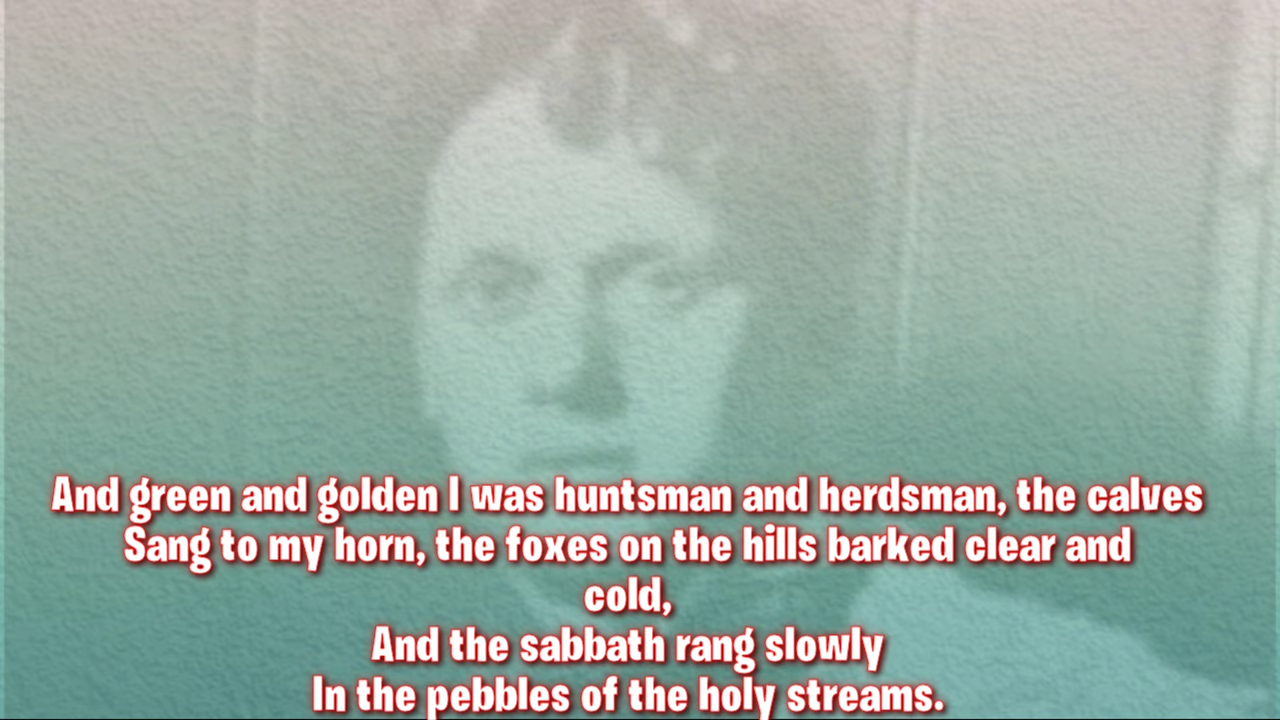 And green and golden I was huntsman and herdsman, the calves
Sang to my horn, the foxes on the hills barked clear and
cold,
And the sabbath rang slowly
In the pebbles of the holy streams.